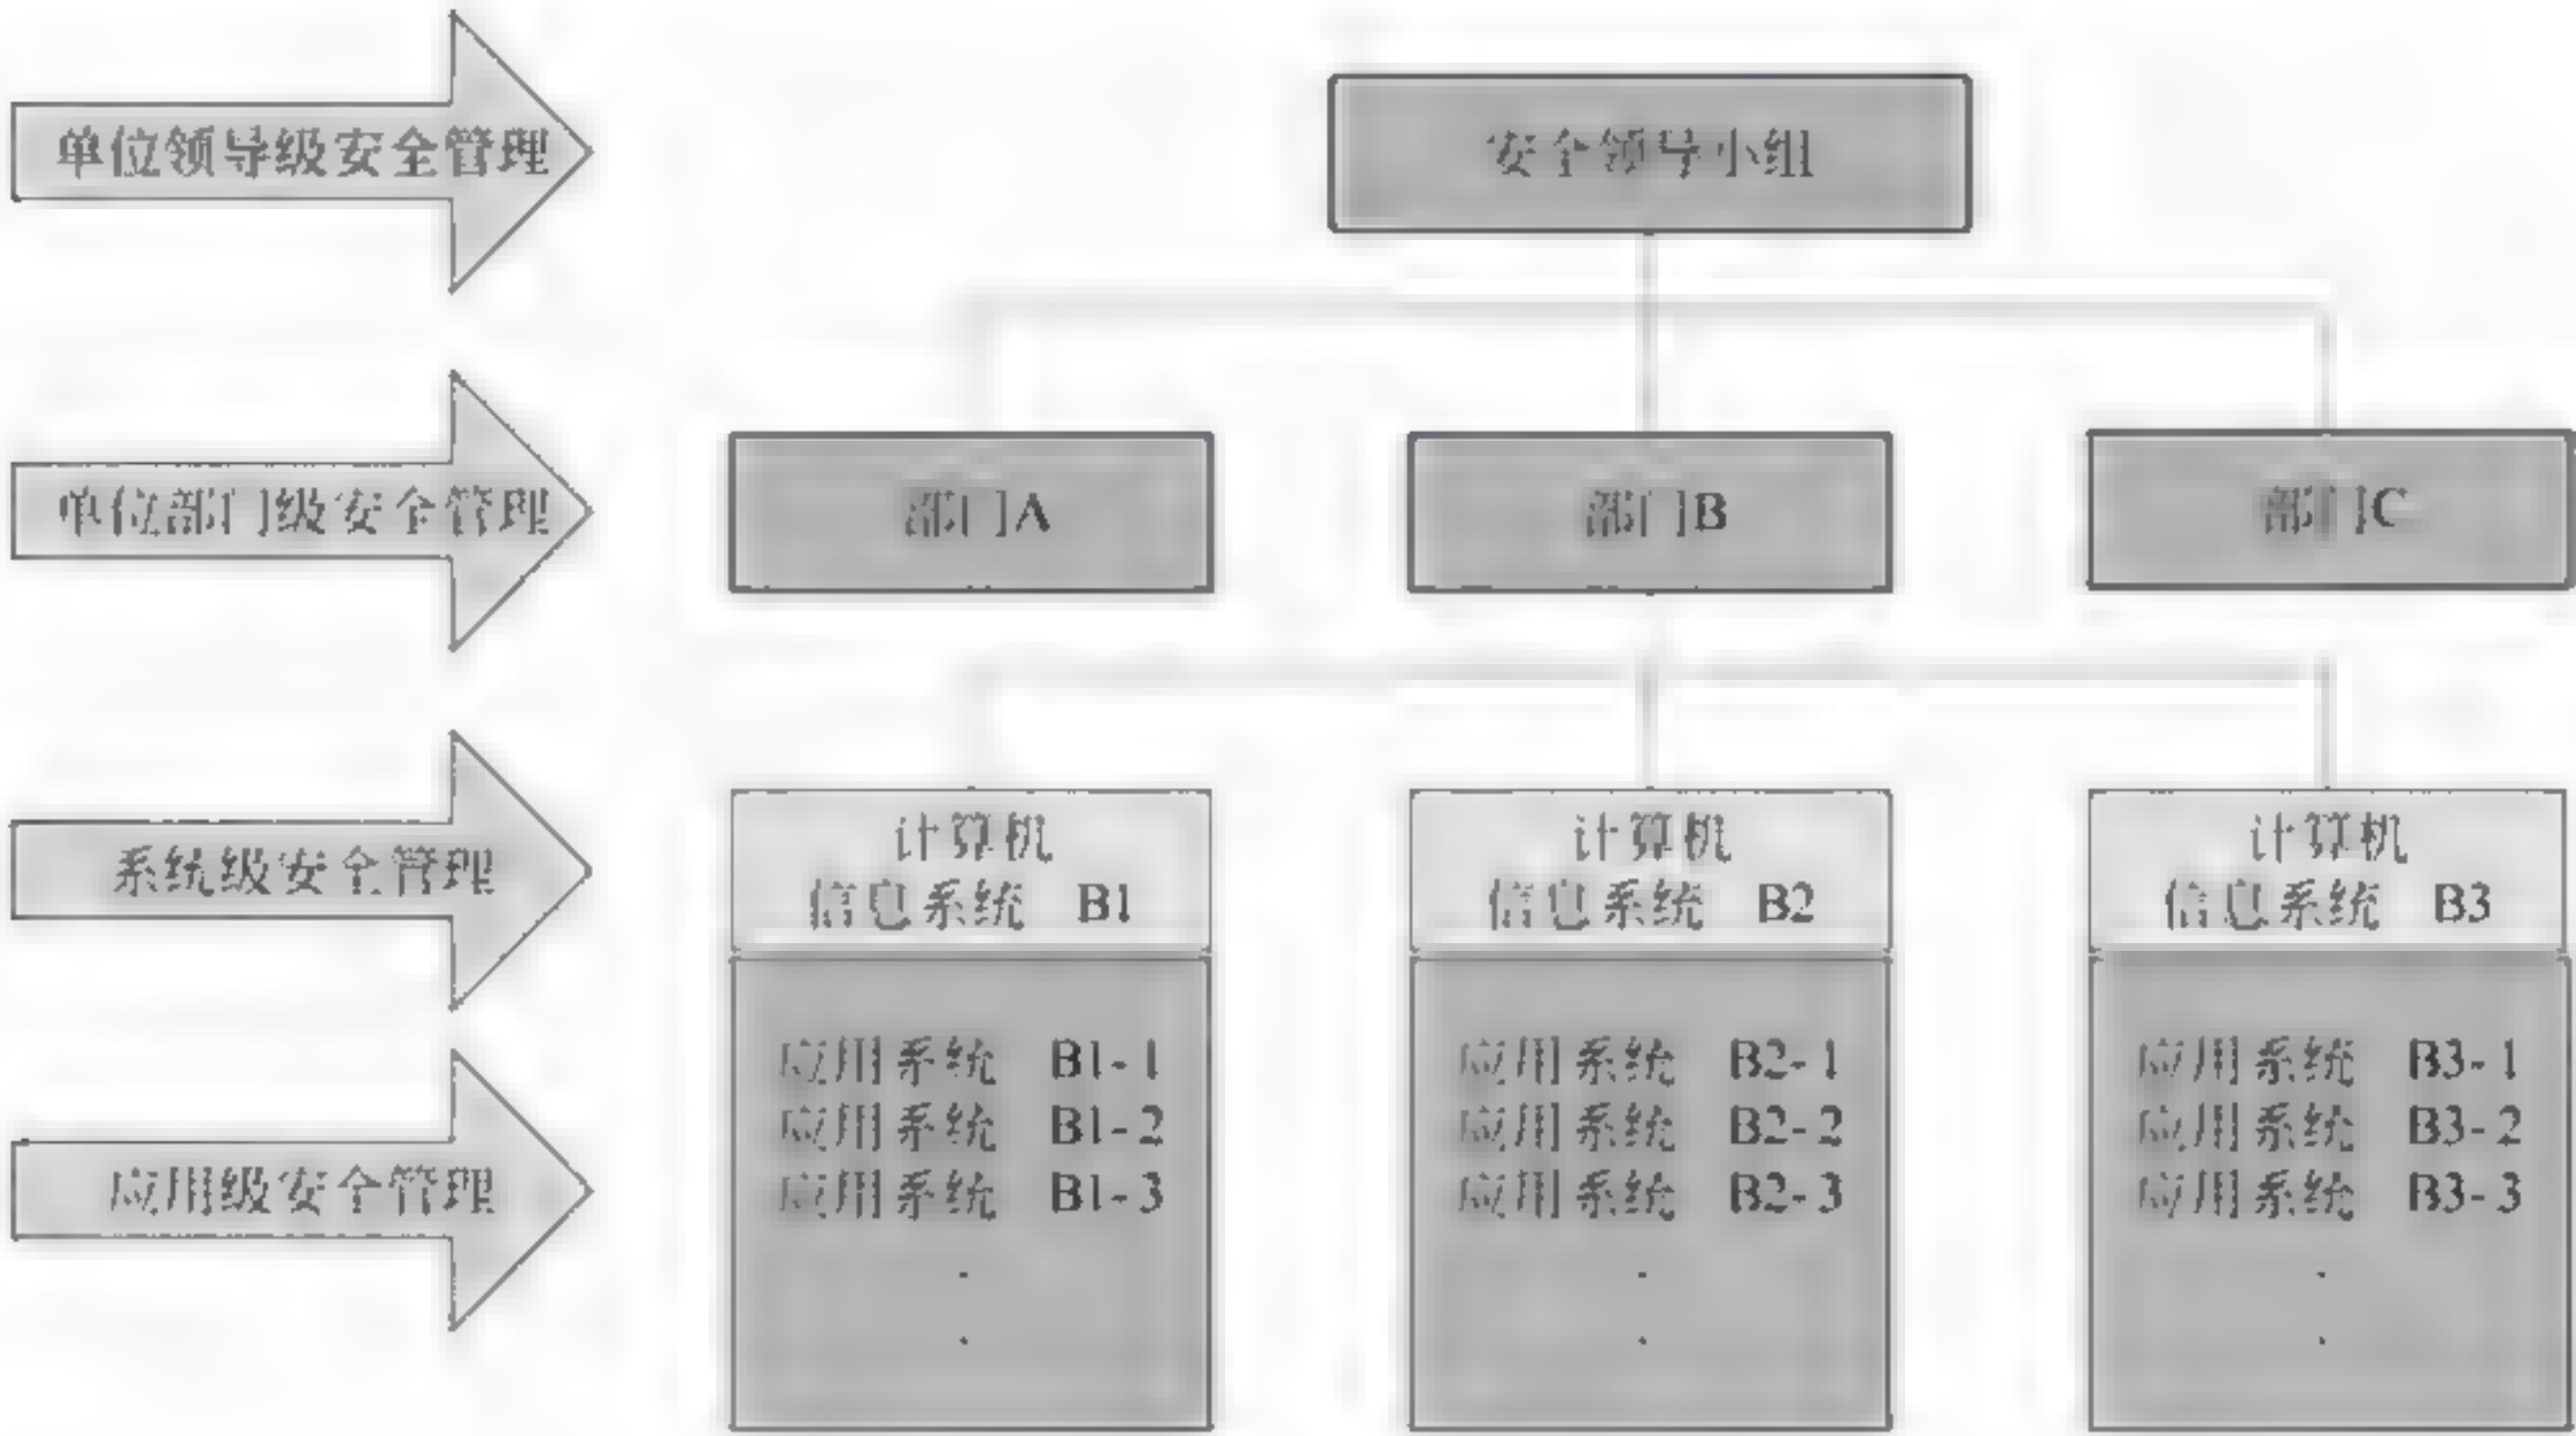 单位领导级安全管理
安全领导小组
单位部门级安全管理
部门A
部门B
部门C
系统级安全管理
计算机
信息系统 B1
计算机
信息系统 B2
计算机
信息系统 B3
应用级安全管理
应用系统 B1-1
应用系统 B1-2
应用系统 B1-3
应用系统 B2-1
应用系统 B2-2
应用系统 B2-3
应用系统 B3-1
应用系统 B3-2
应用系统 B3-3